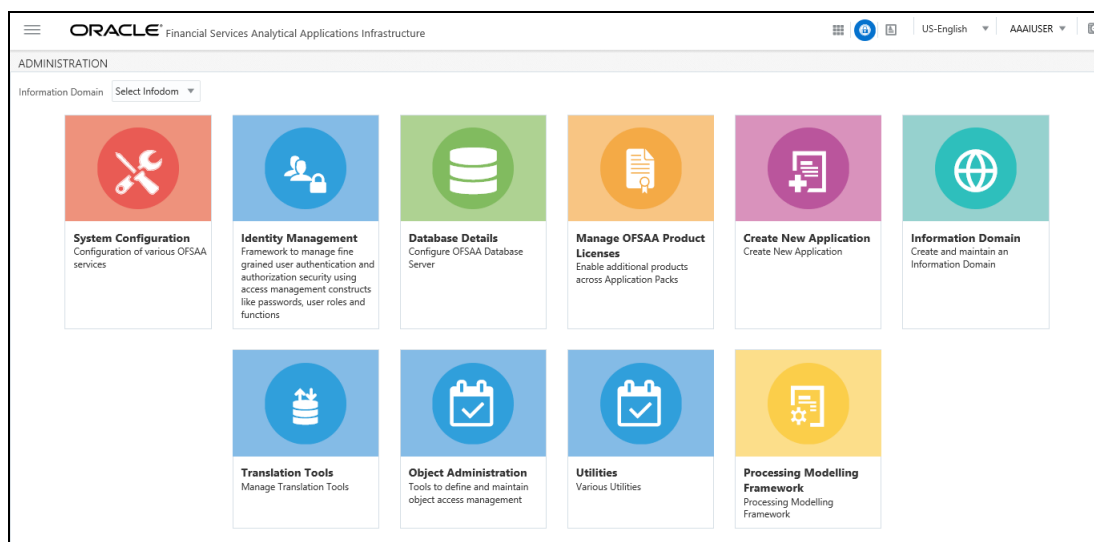 ORACLE® Financial Services Analytical Applications Infrastructure
US-English
AAAIUSER
ADMINISTRATION
Information Domain Select Infodom
System Configuration
Configuration of various OFSAA
services
Identity Management
Framework to manage fine
grained user authentication and
authorization security using
access management constructs
like passwords, user roles and
functions
Database Details
Configure OFSAA Database
Server
Manage OFSAA Product
Licenses
Enable additional products
across Application Packs
Create New Application
Create New Application
Information Domain
Create and maintain an
Information Domain
Translation Tools
Manage Translation Tools
Object Administration
Tools to define and maintain
object access management
Utilities
Various Utilities
Processing Modelling
Framework
Processing Modelling
Framework